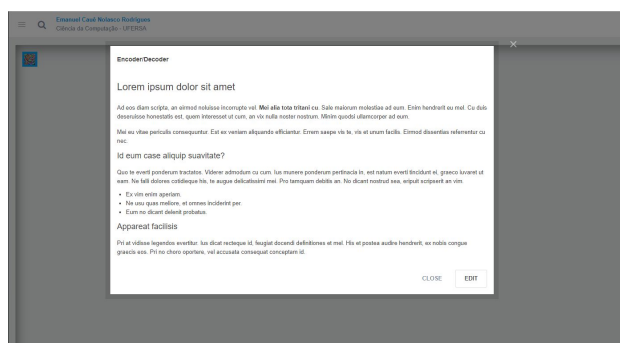 Emanuel Cauê Nolasco Rodrigues
Ciência da Computação - UFERSA
Encoder/Decoder
Lorem ipsum dolor sit amet
Ad eos diam scripta, an eirmod noluisse incorrupte vel. Mei alia tota tritani cu. Sale maiorum molestiae ad eum. Enim hendrerit eu mel. Cu duis
deseruisse honestatis est, quem interesset ut cum, an vix nulla noster nostrum. Minim quodsi ullamcorper ad eum.
Mei eu vitae periculis consequuntur. Est ex veniam aliquando efficiantur. Errem saepe vis te, vis et unum facilis. Eirmod dissentias referrentur cu
nec.
Id eum case aliquip suavitate?
Quo te everti ponderum tractatos. Viderer admodum cu cum. Ius munere ponderum pertinacia in, est natum everti tincidunt ei, graeco iuvaret ut
eam. Ne falli dolores cotidieque his, te augue delicatissimi mei. Pro tamquam debitis an. No dicant nostrud sea, eripuit scripserit an vim.
• Ex vim enim aperiam.
• Ne usu quas meliore, et omnes inciderint per.
• Eum no dicant delenit probatus.
Appareat facilisis
Pri at vidisse legendos evertitur. Ius dicat recteque id, feugiat docendi definitiones et mel. His et postea audire hendrerit, ex nobis congue
graecis eos. Pri no choro oportere, vel accusata consequat conceptam id.
CLOSE EDIT